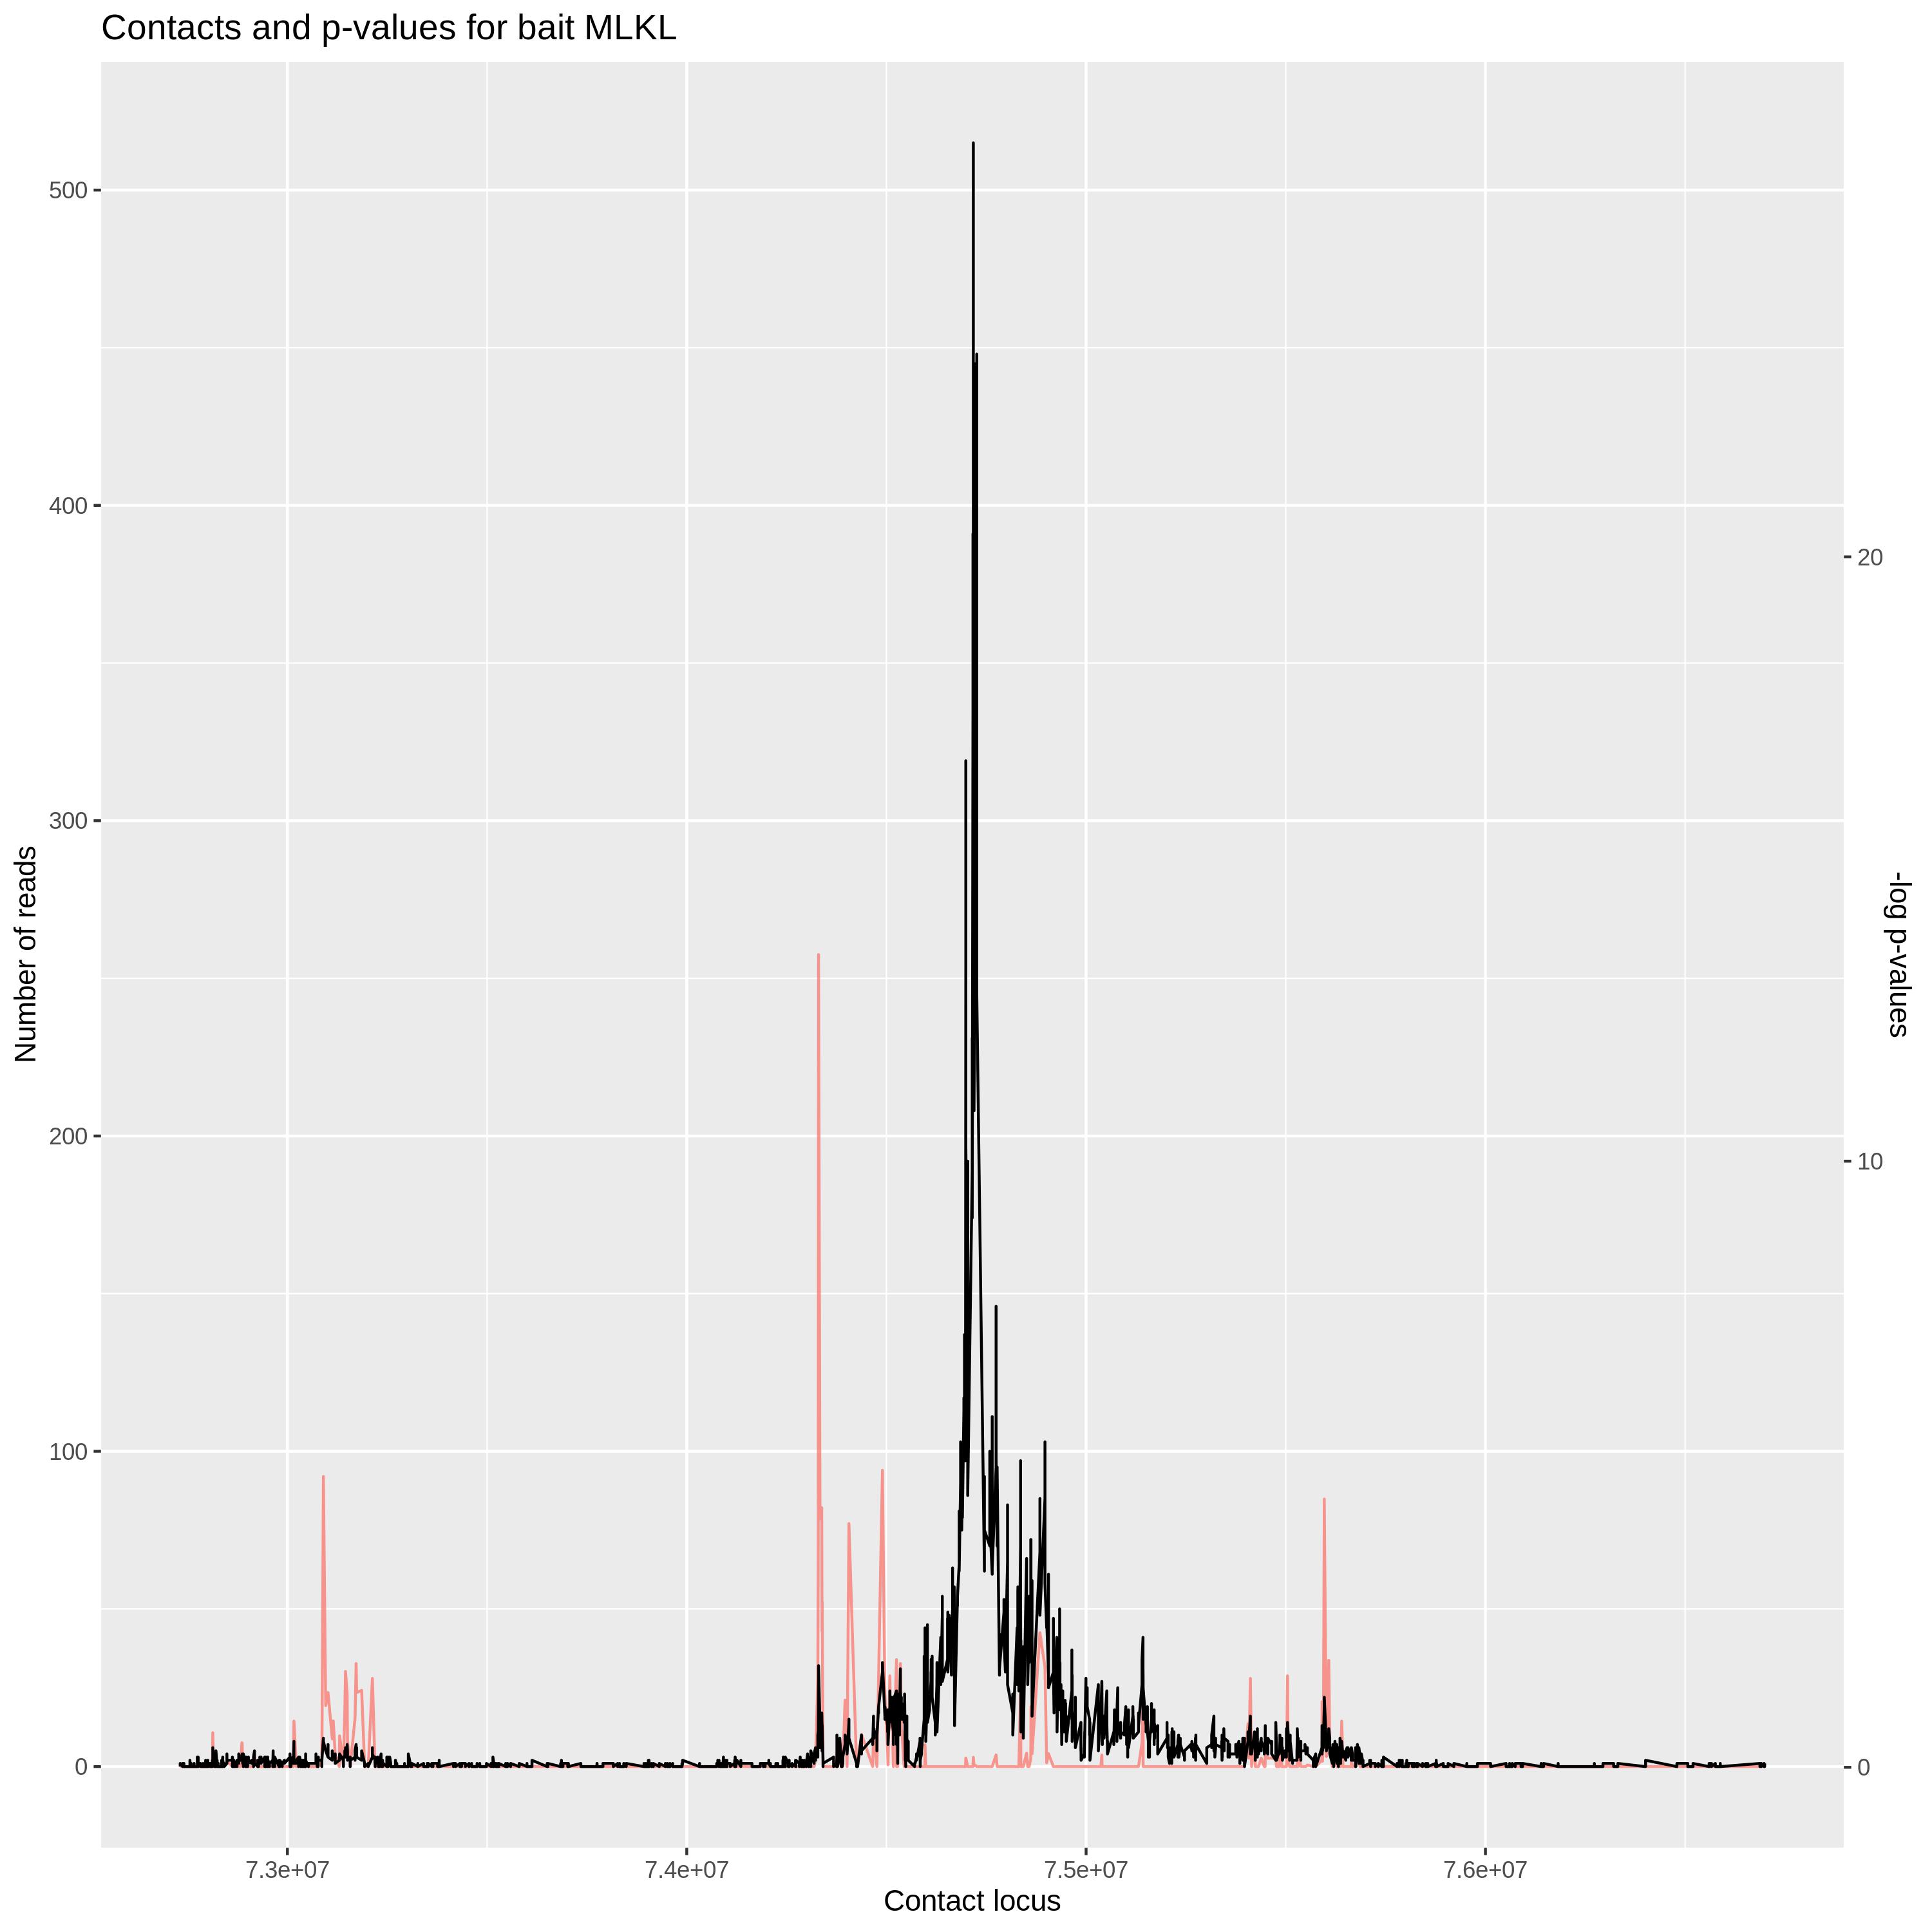 Contacts and p-values for bait MLKL
500
400
300
200
100
0
Number of reads
20
10
0
-log p-values
7.3e+07
7.4e+07
7.5e+07
7.6e+07
Contact locus